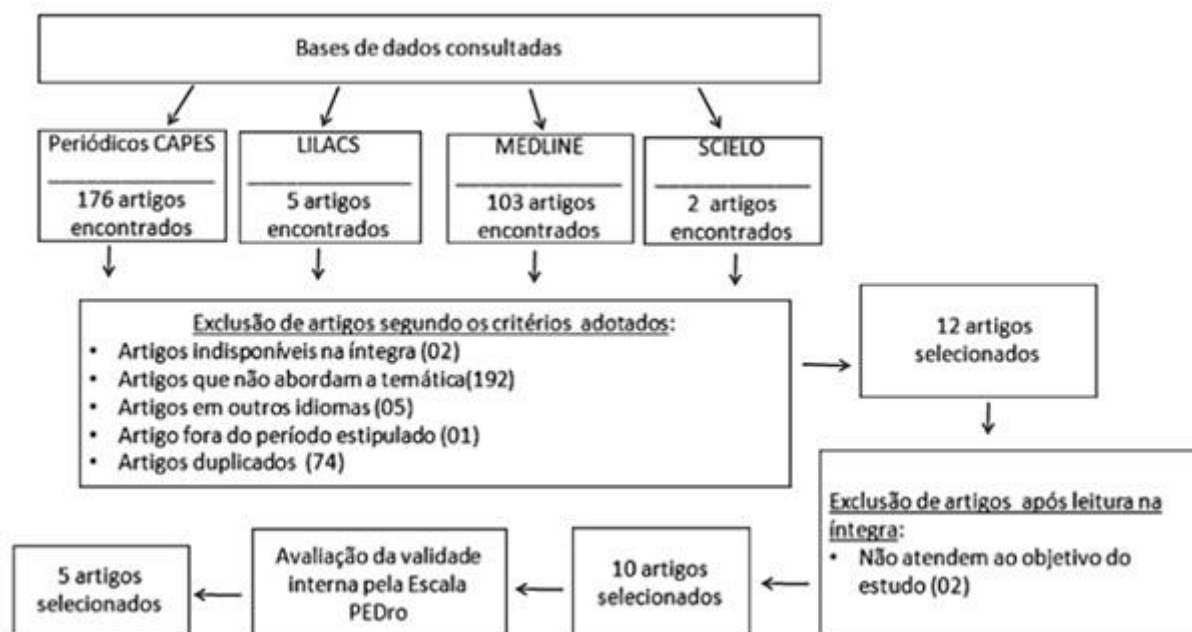 Bases de dados consultadas
Periódicos CAPES
176 artigos
encontrados
LILACS
5 artigos
encontrados
MEDLINE
103 artigos
encontrados
SCIELO
2 artigos
encontrados
Exclusão de artigos segundo os critérios adotados:
• Artigos indisponíveis na íntegra (02)
• Artigos que não abordam a temática(192)
• Artigos em outros idiomas (05)
• Artigo fora do período estipulado (01)
• Artigos duplicados (74)
12 artigos
selecionados
Exclusão de artigos após leitura na
íntegra:
• Não atendem ao objetivo do
estudo (02)
10 artigos
selecionados
Avaliação da validade
interna pela Escala
PEDro
5 artigos
selecionados